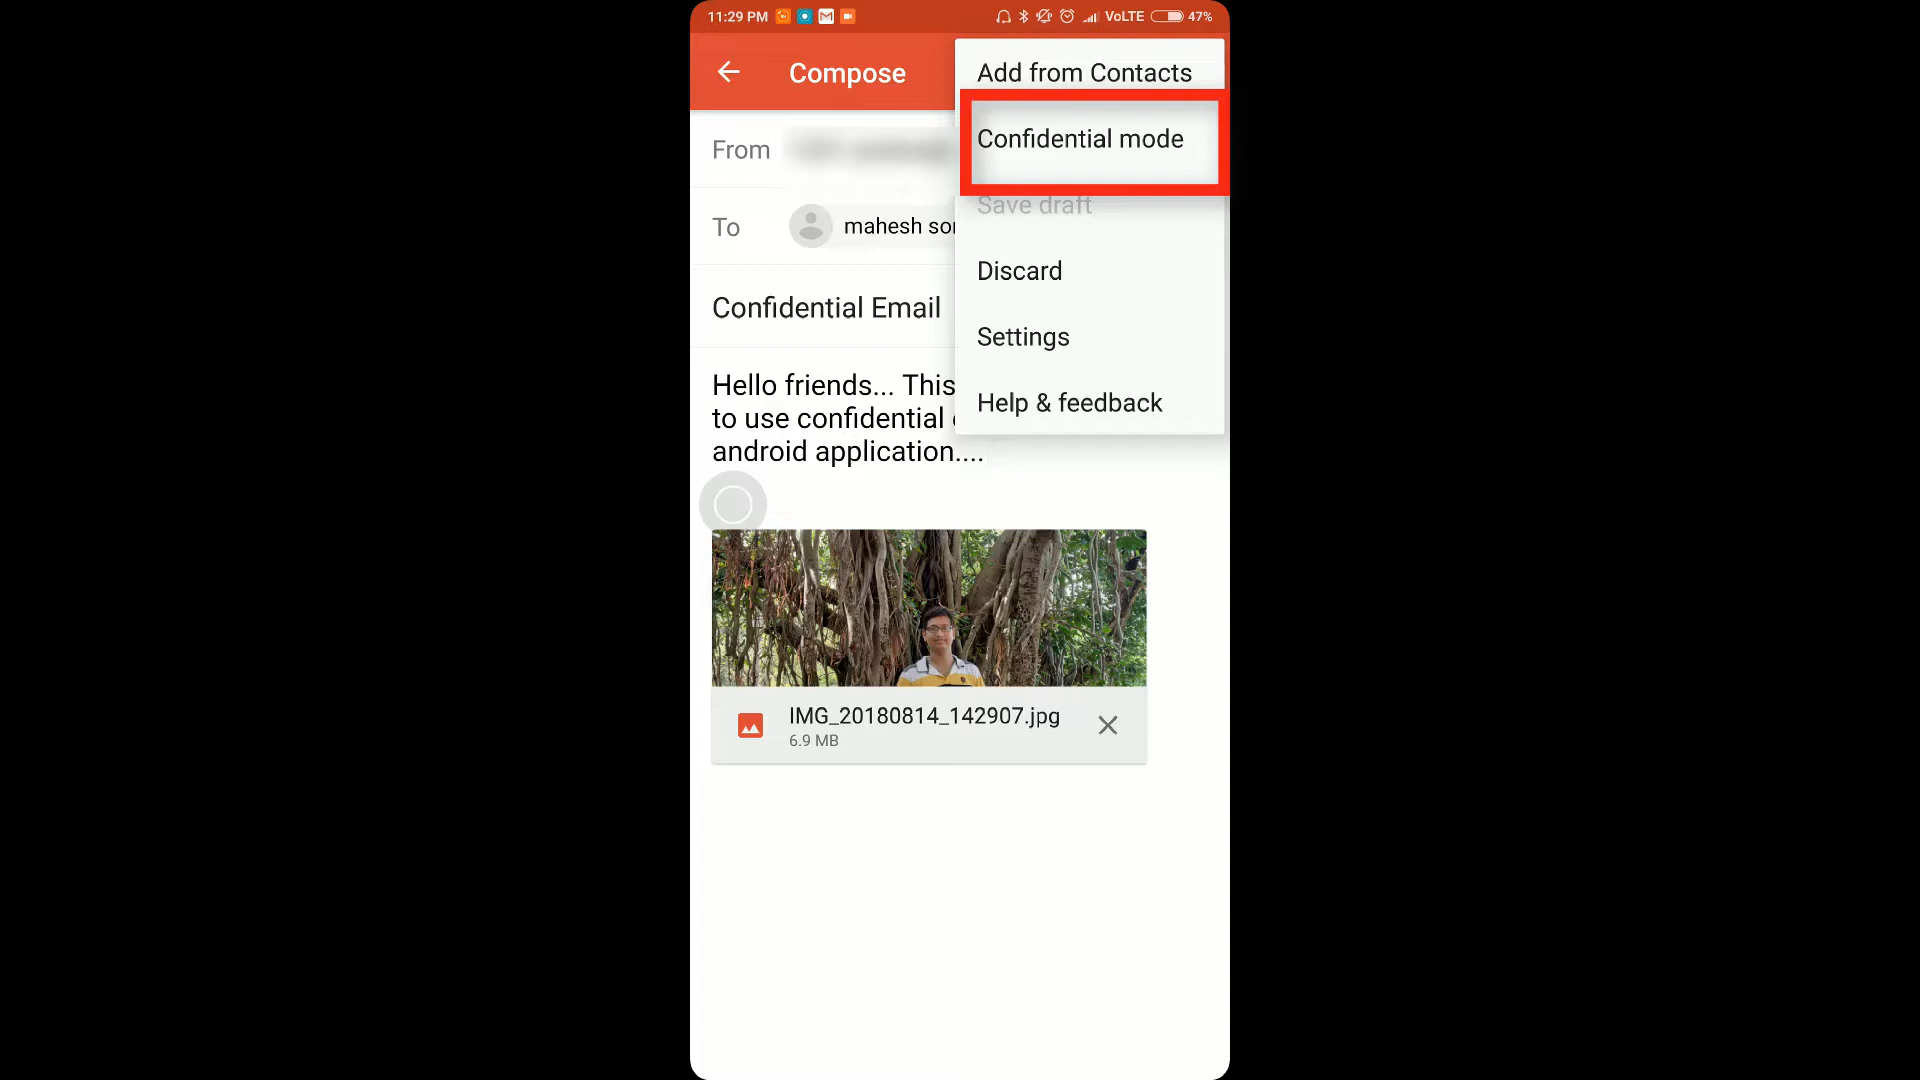 11:29 PM
VoLTE 47%
Compose
Add from Contacts
Confidential mode
Save draft
Discard
Settings
Help & feedback
From
To mahesh
Confidential Email
Hello friends... This
to use confidential
android application....
IMG_20180814_142907.jpg
6.9 MB